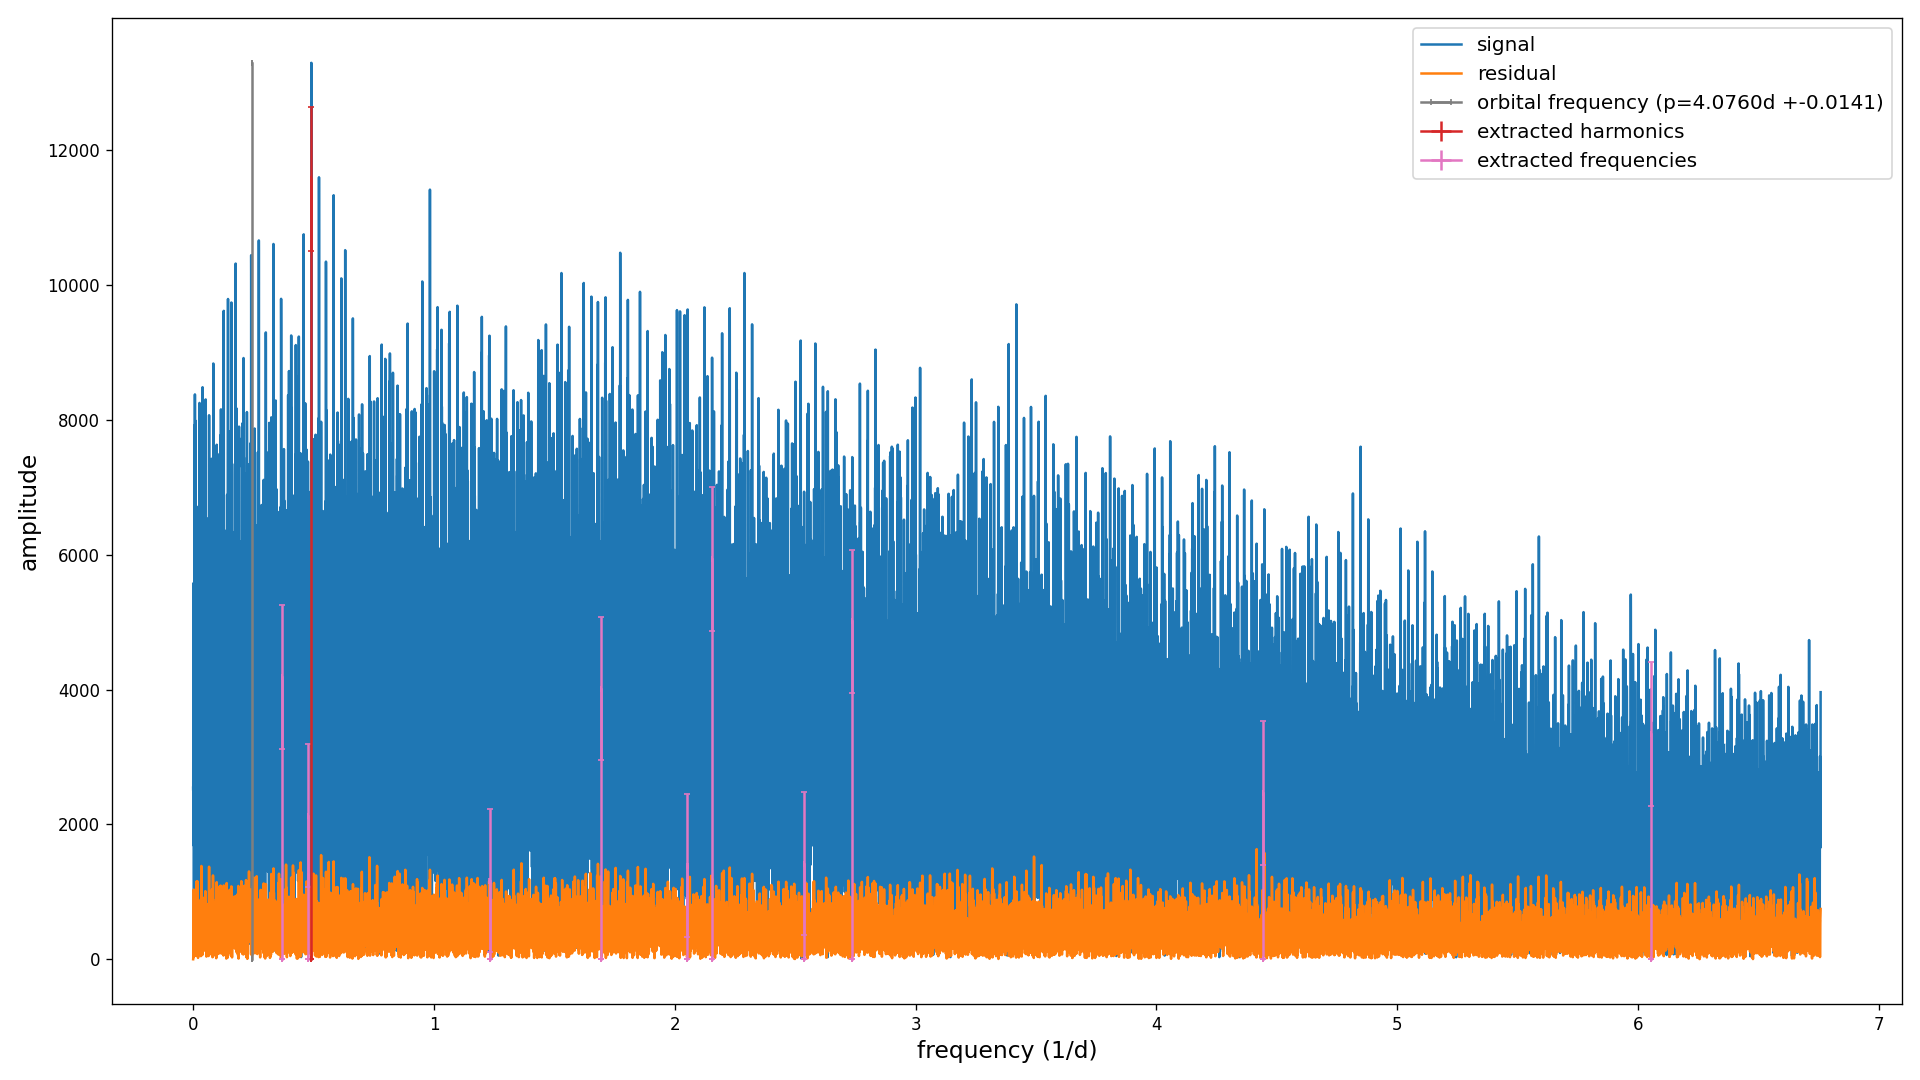 signal
residual
orbital frequency (p=4.0760d +-0.0141)
extracted harmonics
extracted frequencies
12000
10000
8000
6000
4000
2000
0
amplitude
0 1 2 3 4 5 6 7
frequency (1/d)